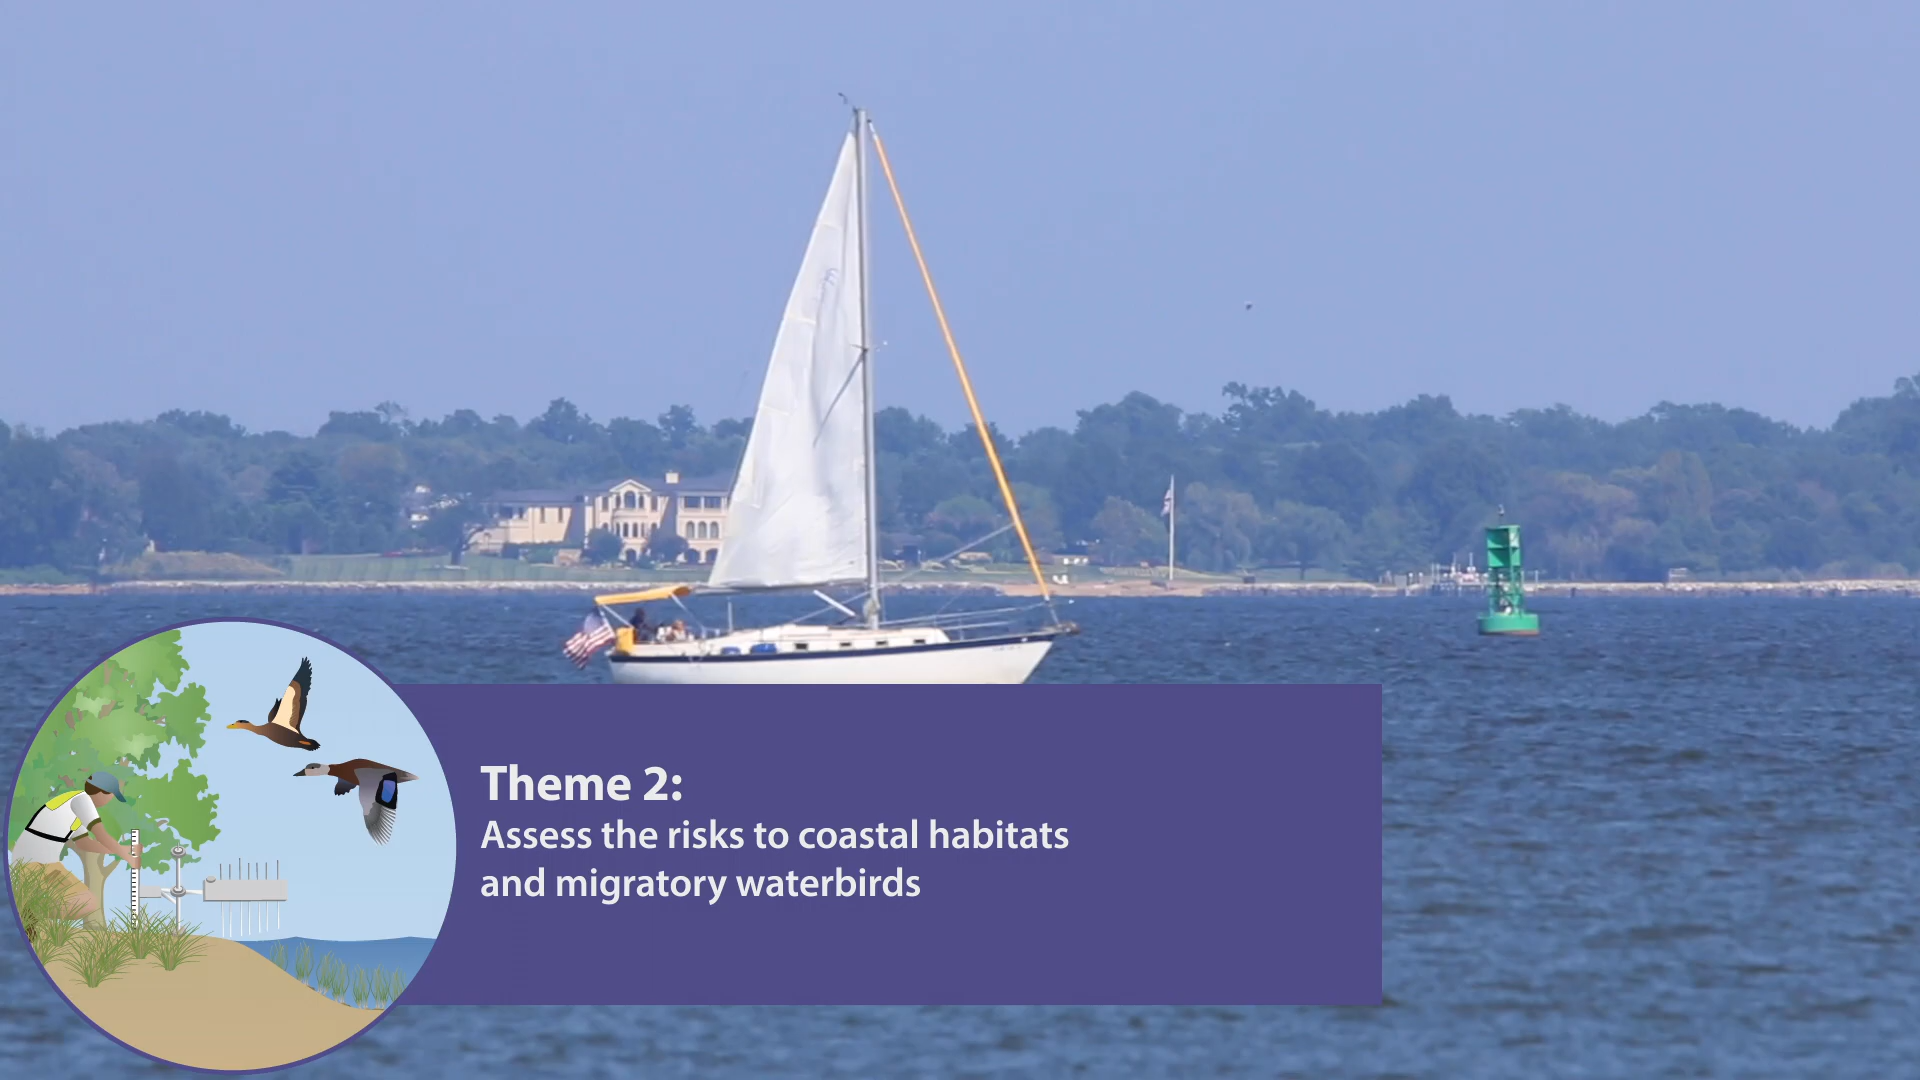 Theme 2:
Assess the risks to coastal habitats
and migratory waterbirds